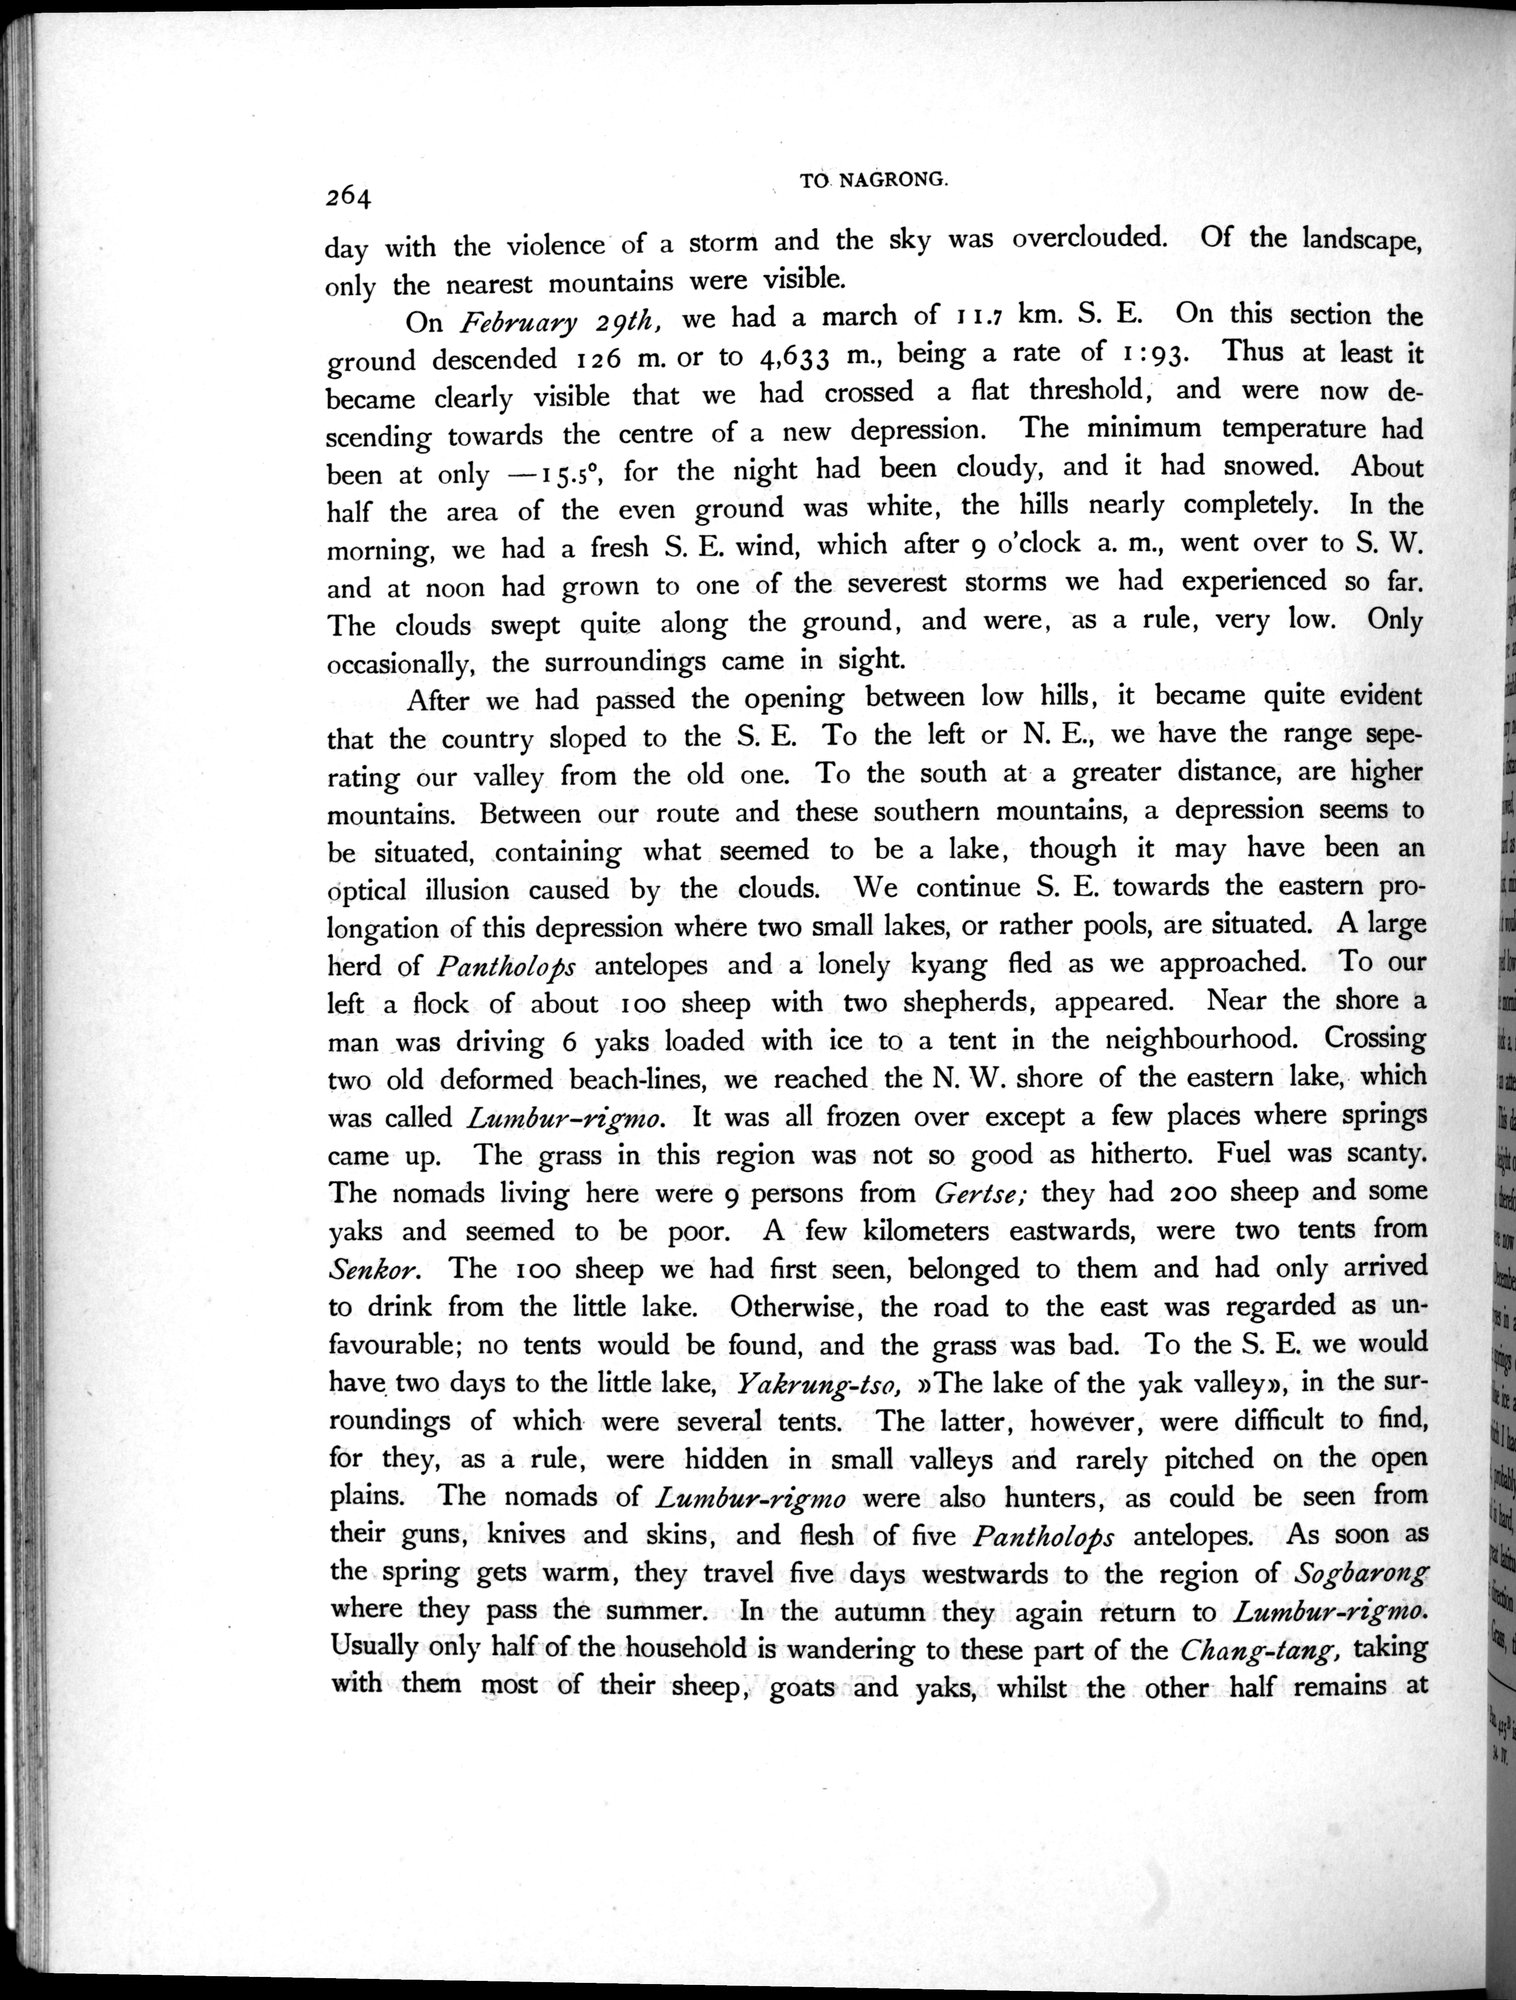 264
TO NAGRONG.
day with the violence of a storm and the sky was overclouded. Of the landscape,
only the nearest mountains were visible.
On February 29th, we had a march of 11.7 km. S. E. On this section the
ground descended 126 m. or to 4,633 m., being a rate of 1:93. Thus at least it
became clearly visible that we had crossed a flat threshold, and were now de-
scending towards the centre of a new depression. The minimum temperature had
been at only —15.5°, for the night had been cloudy, and it had snowed. About
half the area of the even ground was white, the hills nearly completely. In the
morning, we had a fresh S. E. wind, which after 9 o'clock a. m., went over to S. W.
and at noon had grown to one of the severest storms we had experienced so far.
The clouds swept quite along the ground, and were, as a rule, very low. Only
occasionally, the surroundings came in sight.
After we had passed the opening between low hills, it became quite evident
that the country sloped to the S. E. To the left or N. E., we have the range sepe-
rating our valley from the old one. To the south at a greater distance, are higher
mountains. Between our route and these southern mountains, a depression seems to
be situated, containing what seemed to be a lake, though it may have been an
optical illusion caused by the clouds. We continue S. E. towards the eastern pro-
longation of this depression where two small lakes, or rather pools, are situated. A large
herd of Pantholops antelopes and a lonely kyang fled as we approached. To our
left a flock of about 100 sheep with two shepherds, appeared. Near the shore a
man was driving 6 yaks loaded with ice to a tent in the neighbourhood. Crossing
two old deformed beach-lines, we reached the N. W. shore of the eastern lake, which
was called Lumbur-rigmo. It was all frozen over except a few places where springs
came up. The grass in this region was not so good as hitherto. Fuel was scanty.
The nomads living here were 9 persons from Gertse; they had 200 sheep and some
yaks and seemed to be poor. A few kilometers eastwards, were two tents from
Senkor. The 100 sheep we had first seen, belonged to them and had only arrived
to drink from the little lake. Otherwise, the road to the east was regarded as un-
favourable; no tents would be found, and the grass was bad. To the S. E. we would
have two days to the little lake, Yakrung-tso, »The lake of the yak valley», in the sur-
roundings of which were several tents. The latter, however, were difficult to find,
for they, as a rule, were hidden in small valleys and rarely pitched on the open
plains. The nomads of Lumbur-rigmo were also hunters, as could be seen from
their guns, knives and skins, and flesh of five Pantholops antelopes. As soon as
the spring gets warm, they travel five days westwards to the region of Sogbarong
where they pass the summer. In the autumn they again return to Lumbur-rigmo.
Usually only half of the household is wandering to these part of the Chang-tang, taking
with them most of their sheep, goats and yaks, whilst the other half remains at